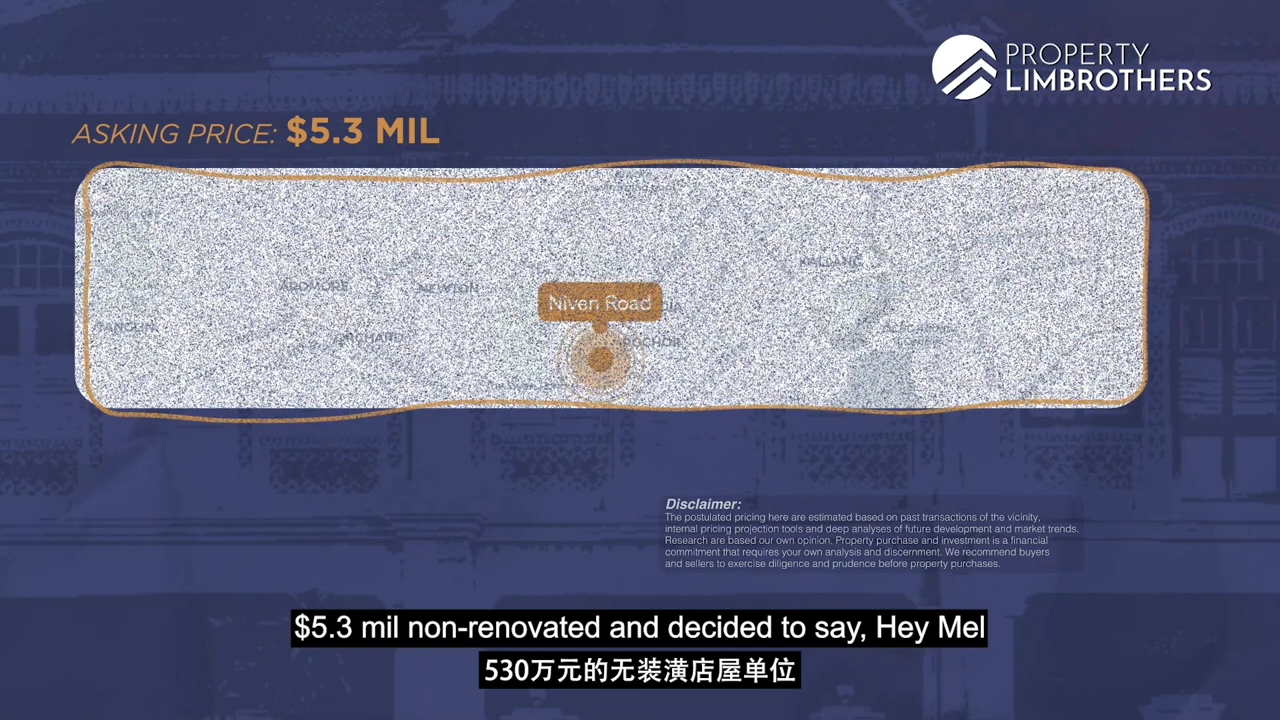 PROPERTY
LIMBROTHERS
ASKING PRICE: $5.3 MIL
ARDMORE
NEWTON
KALLANG
Niven Road
TANGLIN
ORCHARD
ROCHOR
Disclaimer:
The postulated pricing here are estimated based on past transactions of the vicinity,
internal pricing projection tools and deep analyses of future development and market trends.
Research are based our own opinion. Property purchase and investment is a financial
commitment that requires your own analysis and discernment. We recommend buyers
and sellers to exercise diligence and prudence before property purchases.
$5.3 mil non-renovated and decided to say, Hey Mel
530万元的无装潢店屋单位